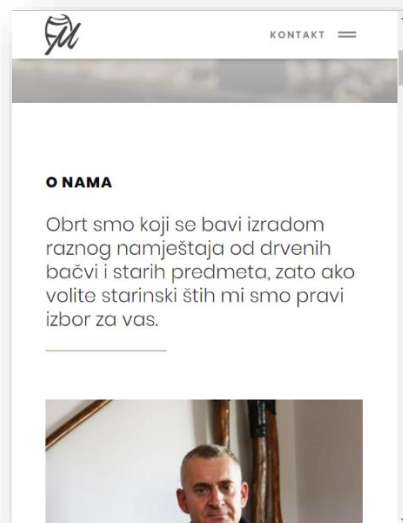 KONTAKT
O NAMA
Obrt smo koji se bavi izradom
raznog namještaja od drvenih
bačvi i starih predmeta, zato ako
volite starinski štih mi smo pravi
izbor za vas.